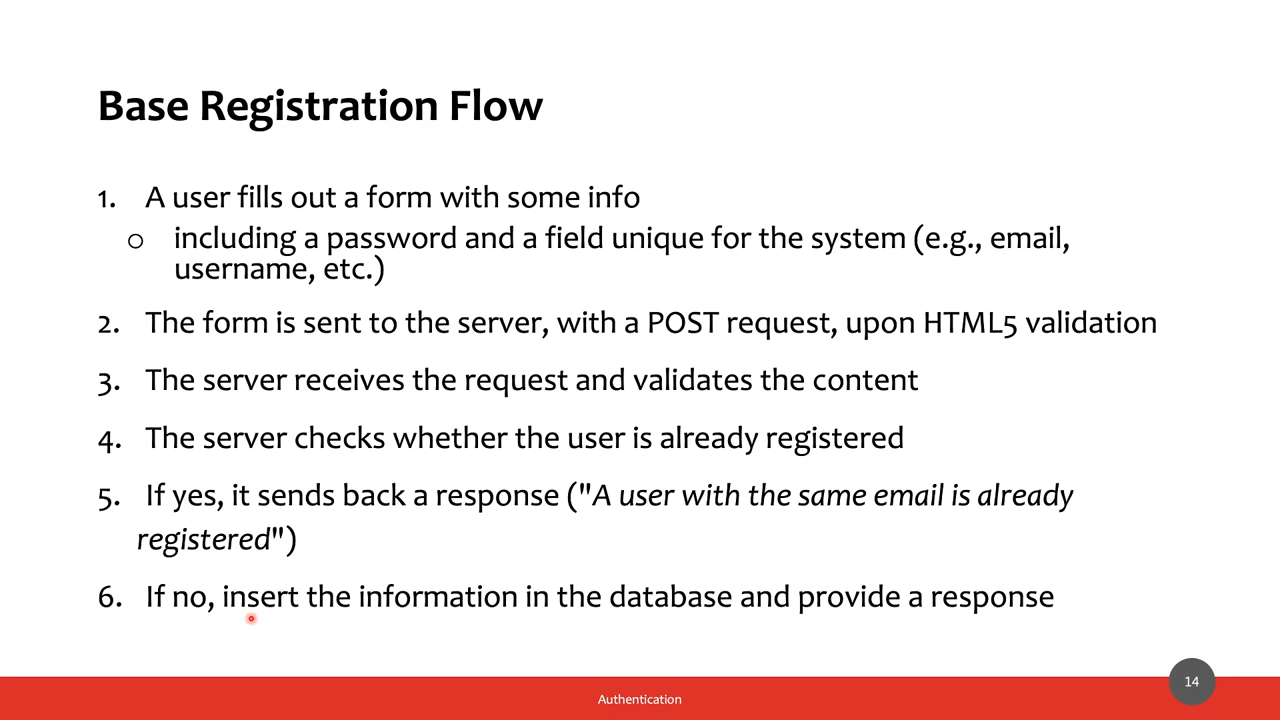 Base Registration Flow
1. A user fills out a form with some info
o including a password and a field unique for the system (e.g., email,
username, etc.)
2. The form is sent to the server, with a POST request, upon HTML5 validation
3. The server receives the request and validates the content
4. The server checks whether the user is already registered
5. If yes, it sends back a response ("A user with the same email is already
registered")
6. If no, insert the information in the database and provide a response
Authentication
14